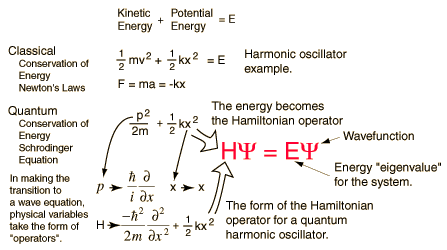 Kinetic Energy + Potential Energy = E
Classical
Conservation of
Energy
Newton's Laws
1/2 mv² + 1/2 kx² = E
F = ma = -kx
Harmonic oscillator
example.
Quantum
Conservation of
Energy
Schrodinger
Equation
p²/2m + 1/2 kx²
The energy becomes
the Hamiltonian operator
HΨ = EΨ
Wavefunction
Energy "eigenvalue"
for the system.
In making the
transition to
a wave equation,
physical variables
take the form of
"operators".
p → ℏ/i ∂/∂x
x → x
H → -ℏ²/2m ∂²/∂x² + 1/2 kx²
The form of the Hamiltonian
operator for a quantum
harmonic oscillator.